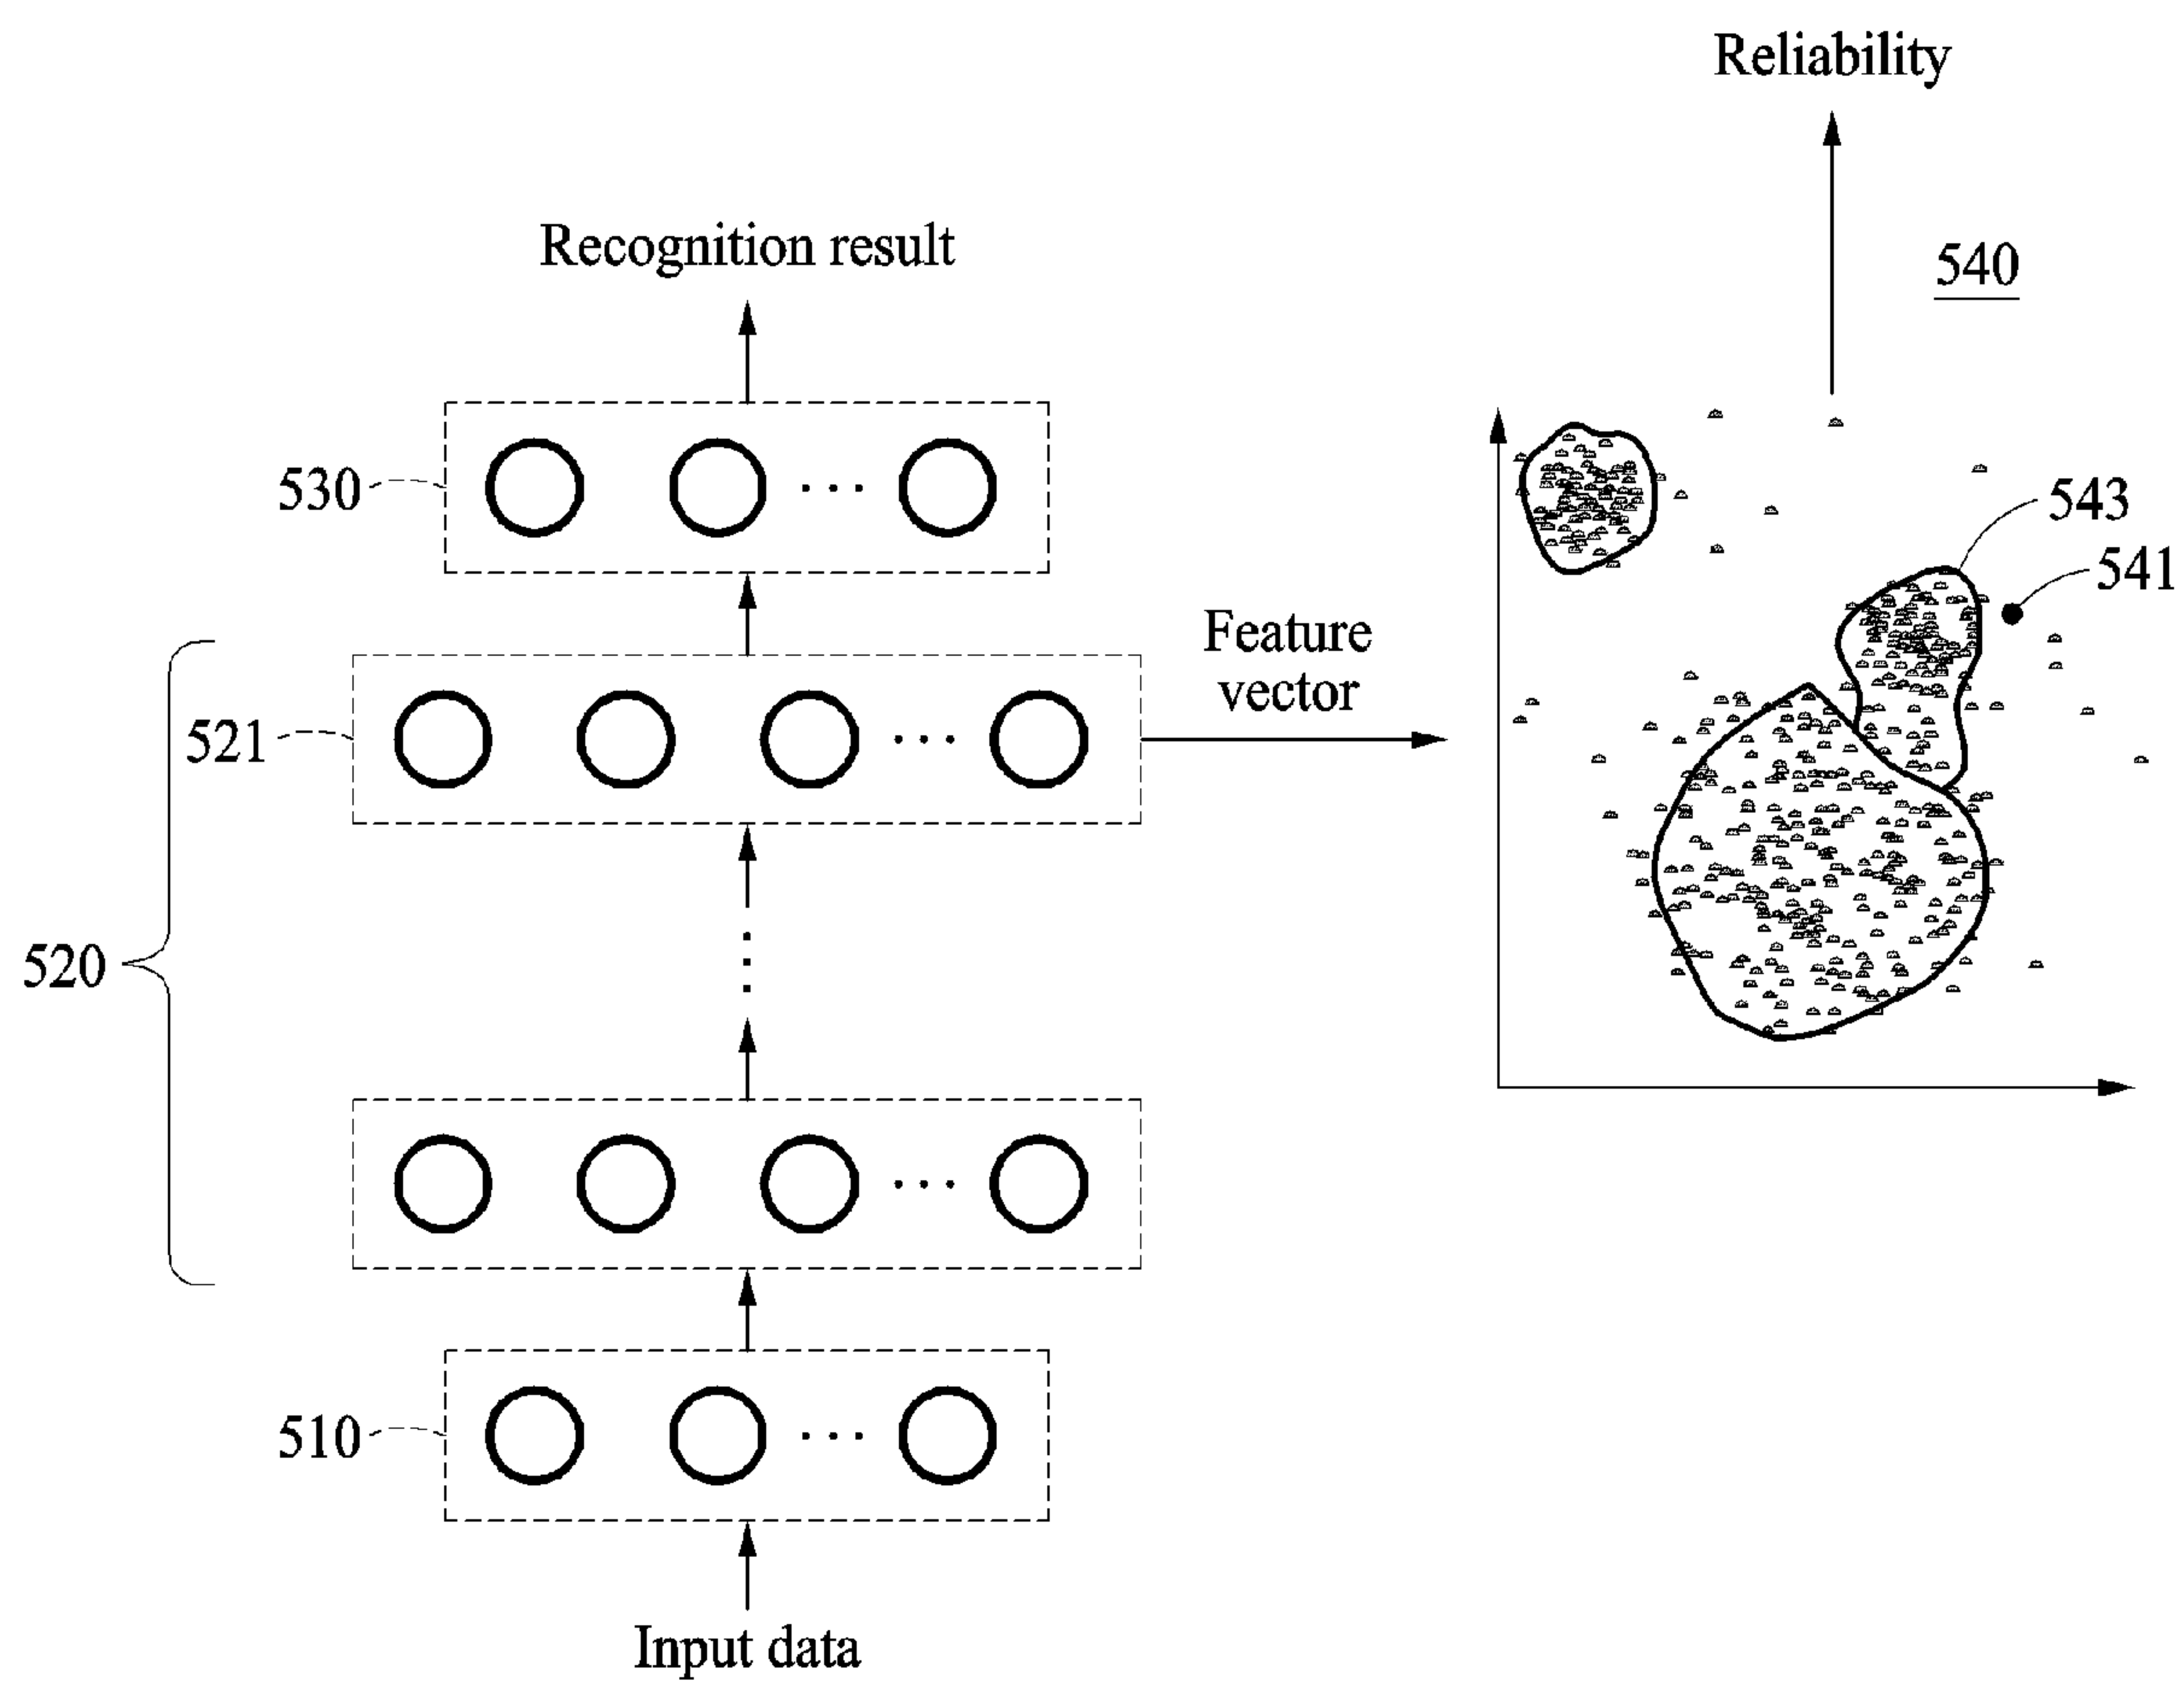 Reliability
Recognition result
540
530
543
541
Feature
vector
521
520
510
Input data